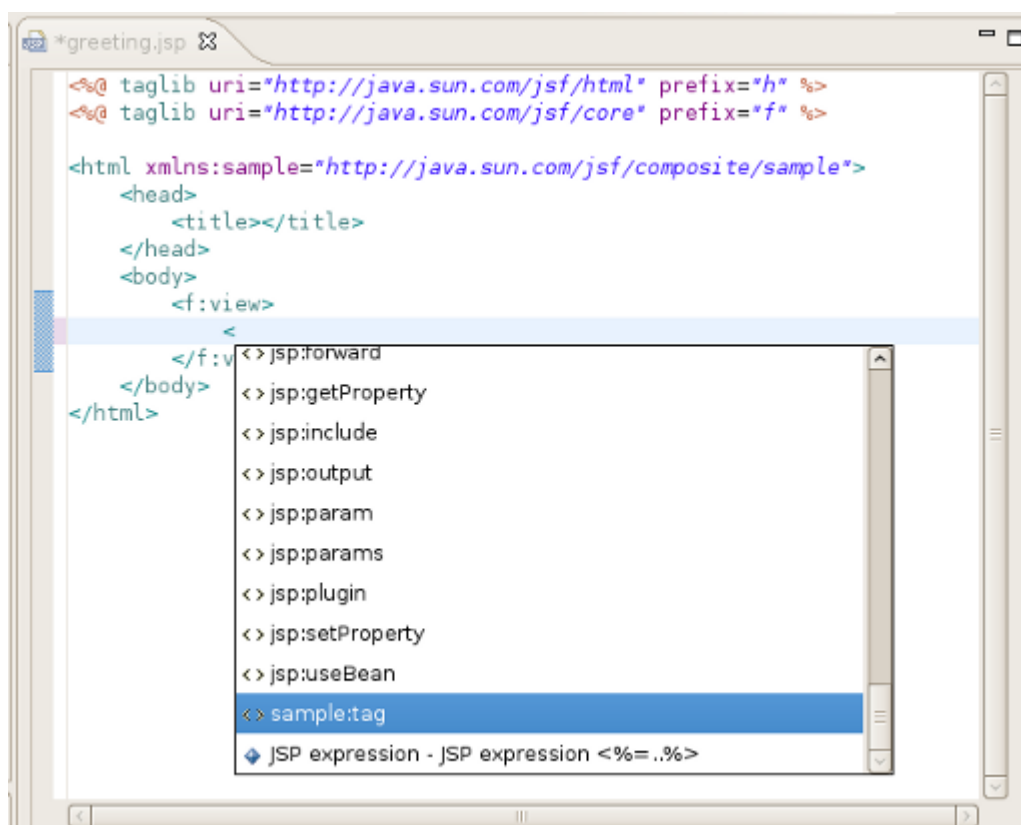 *greeting.jsp
<%@ taglib uri="http://java.sun.com/jsf/html" prefix="h" %>
<%@ taglib uri="http://java.sun.com/jsf/core" prefix="f" %>
<html xmlns:sample="http://java.sun.com/jsf/composite/sample">
<head>
<title></title>
</head>
<body>
<f:view>
<
</f:v
</body>
</html>
<> jsp:forward
<> jsp:getProperty
<> jsp:include
<> jsp:output
<> jsp:param
<> jsp:params
<> jsp:plugin
<> jsp:setProperty
<> jsp:useBean
<> sample:tag
JSP expression - JSP expression <%=..%>